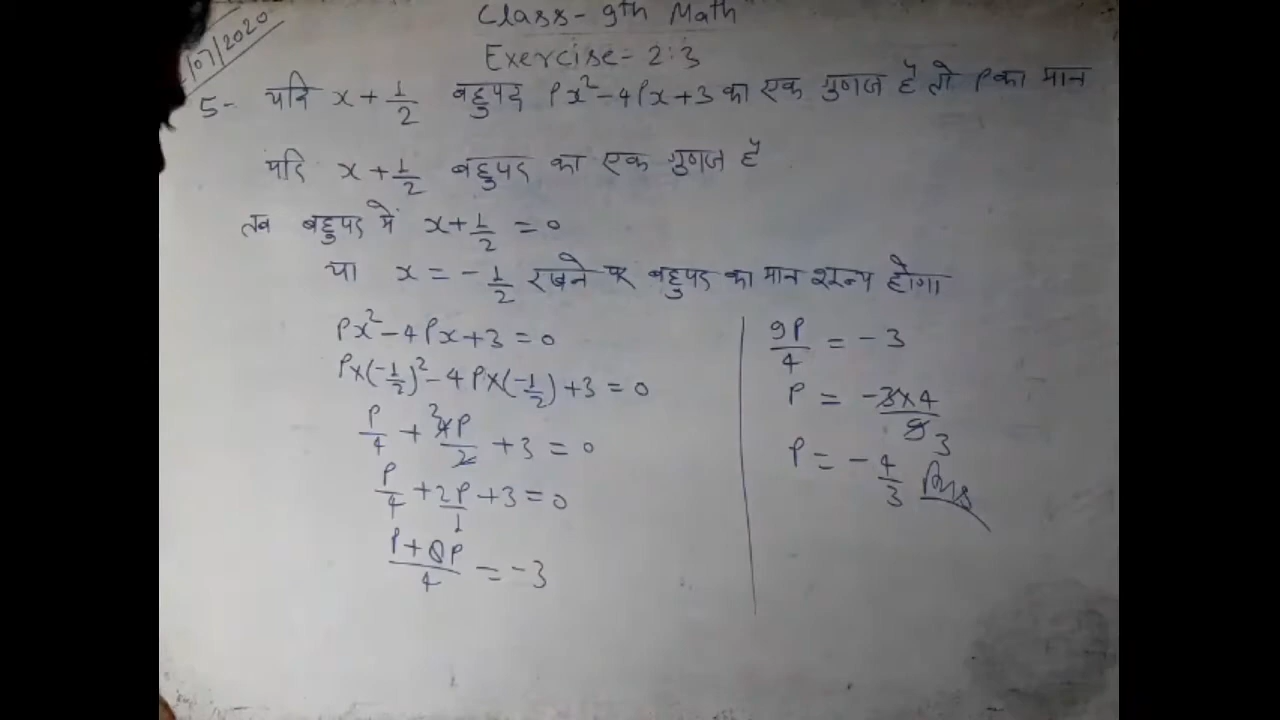 /07/2020
Class-9th Math
Exercise-2:3
5- यदि x + 1/2 बहुपद Px² - 4Px + 3 का एक गुणज है तो P का मान
यदि x + 1/2 बहुपद का एक गुणज है
तब बहुपद में x + 1/2 = 0
या x = - 1/2 रखने पर बहुपद का मान शून्य होगा
Px² - 4Px + 3 = 0
P×(-1/2)² - 4P×(-1/2) + 3 = 0
P/4 + 4P/2 + 3 = 0
P/4 + 2P/1 + 3 = 0
P+8P/4 = -3
9P/4 = -3
P = -3×4/9 3
P = -4/3 Ans